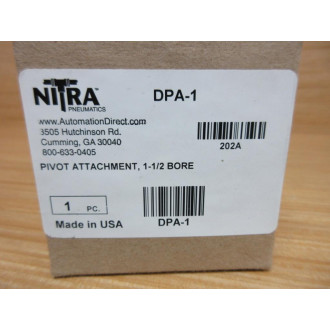 NITRA
PNEUMATICS
DPA-1
www.AutomationDirect.com
3505 Hutchinson Rd.
Cumming, GA 30040
800-633-0405
202A
PIVOT ATTACHMENT, 1-1/2 BORE
1 PC.
Made in USA
DPA-1